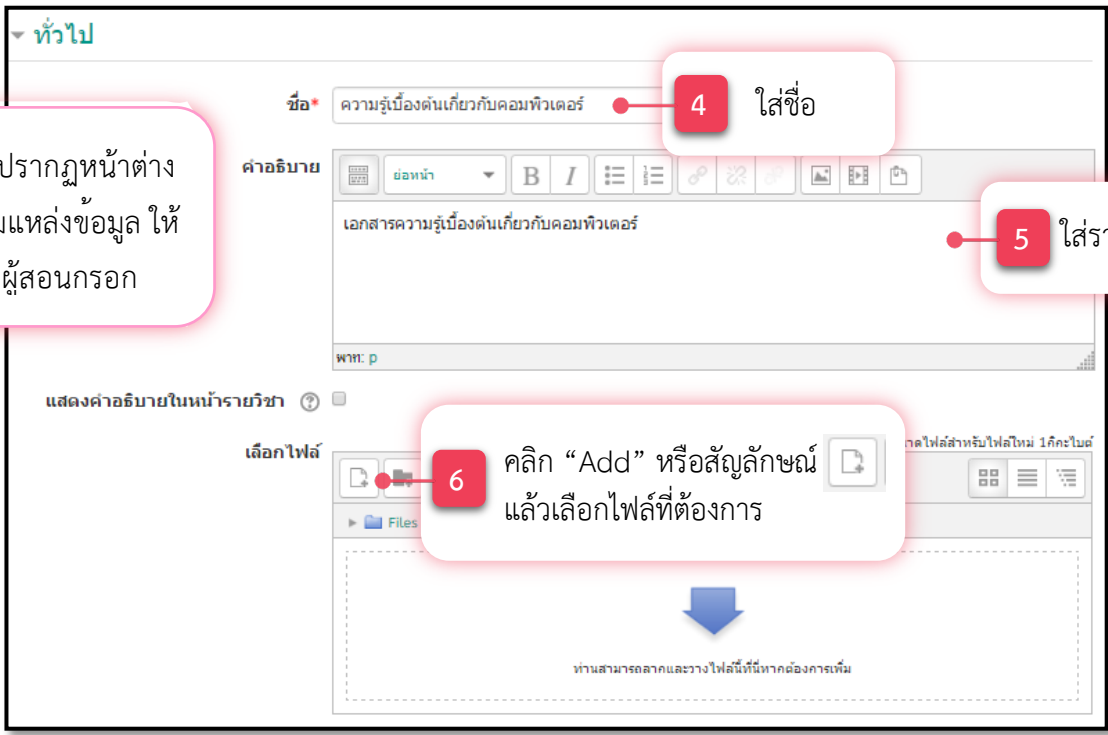 ทั่วไป
ชื่อ*
ความรู้เบื้องต้นเกี่ยวกับคอมพิวเตอร์
4
ใส่ชื่อ
ปรากฏหน้าต่าง
แหล่งข้อมูล ให้
ผู้สอนกรอก
คำอธิบาย
ย่อหน้า
B I
เอกสารความรู้เบื้องต้นเกี่ยวกับคอมพิวเตอร์
5
พาท: p
แสดงคำอธิบายในหน้ารายวิชา
เลือกไฟล์
ไฟล์สำหรับไฟล์ใหม่ 1กิกะไบต์
6
คลิก “Add” หรือสัญลักษณ์
แล้วเลือกไฟล์ที่ต้องการ
Files
ท่านสามารถลากและวางไฟล์นี้ที่นี่หากต้องการเพิ่ม